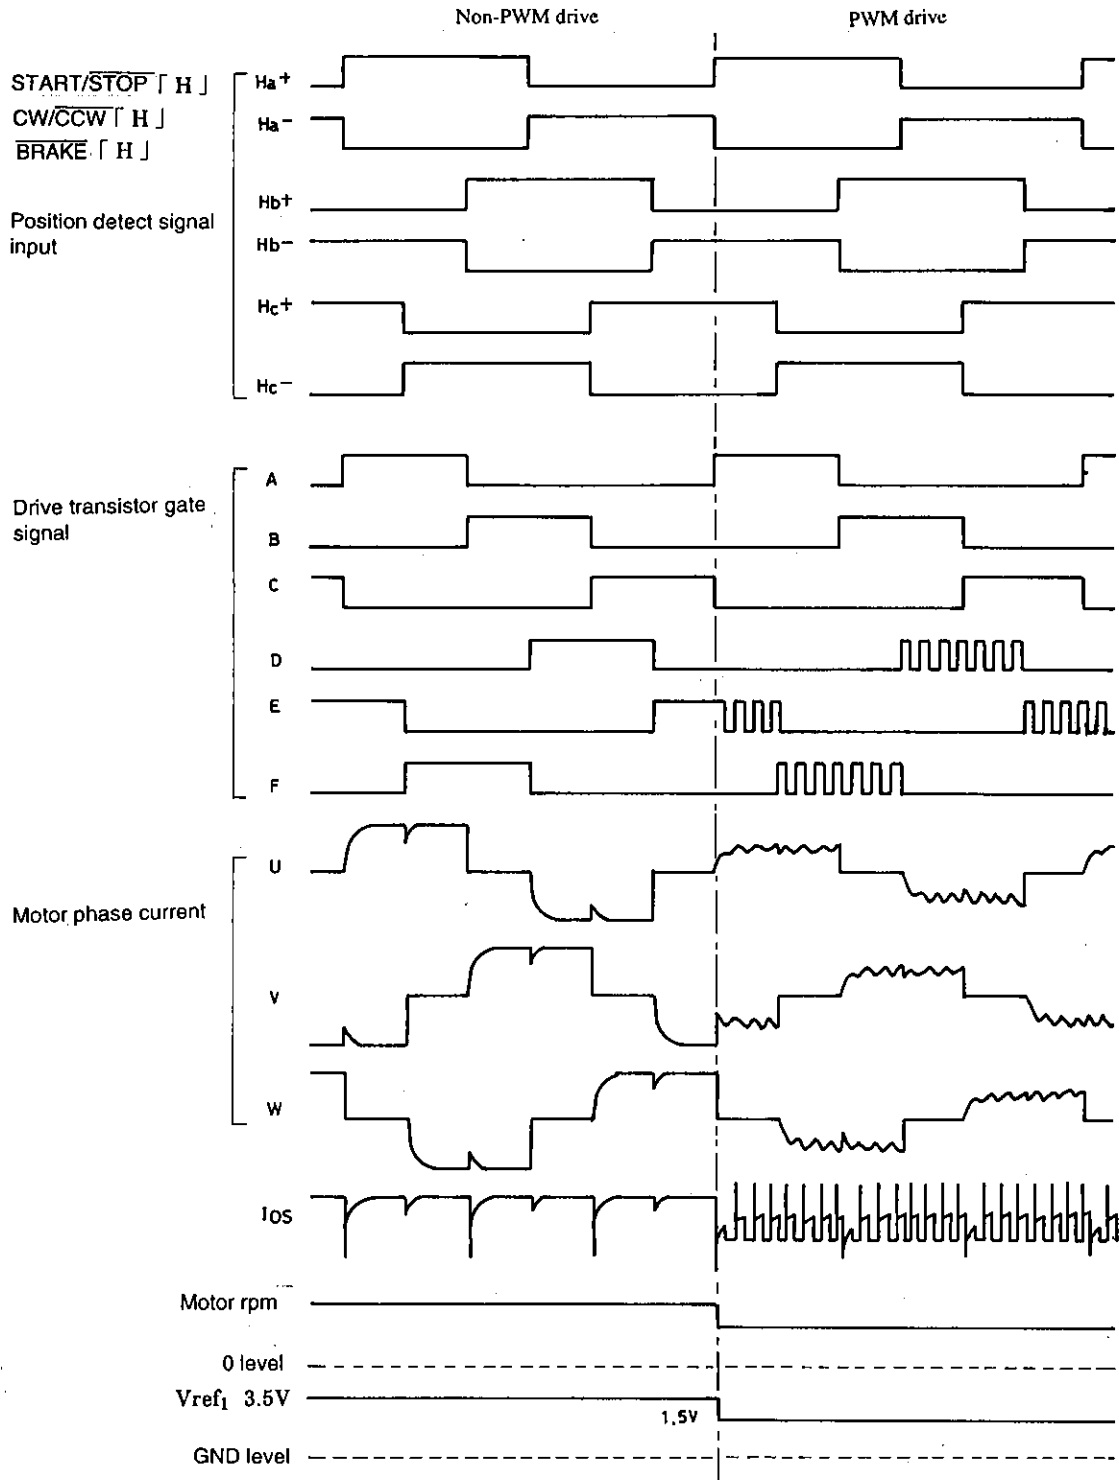 Non-PWM drive PWM drive
START/STOP「H」
CW/CCW「H」
BRAKE「H」
Position detect signal
input
Ha+
Ha−
Hb+
Hb−
Hc+
Hc−
Drive transistor gate
signal
A
B
C
D
E
F
Motor phase current
U
V
W
IOS
Motor rpm
0 level
Vref1 3.5V
1.5V
GND level